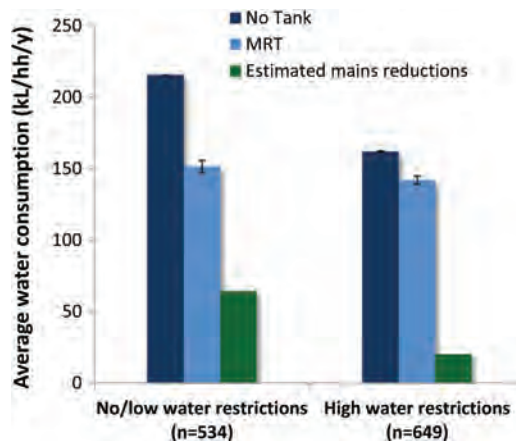 No Tank
MRT
Estimated mains reductions
Average water consumption (kL/hh/y)
250
200
150
100
50
0
No/low water restrictions
(n=534)
High water restrictions
(n=649)